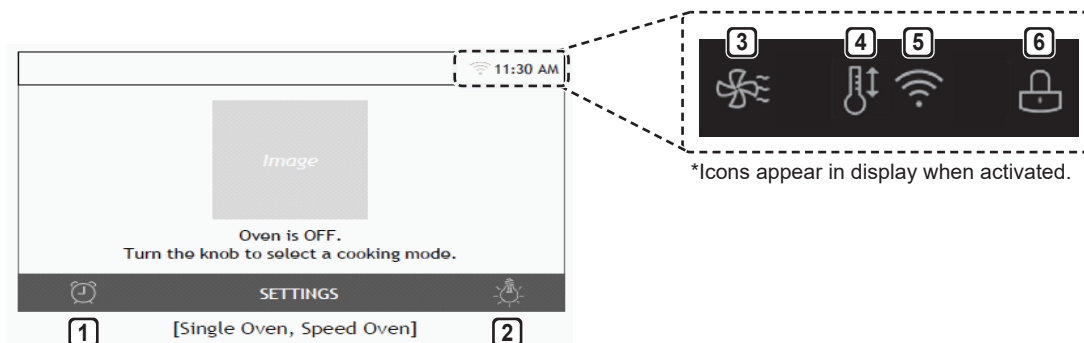 3 4 5 6
11:30 AM
*Icons appear in display when activated.
Image
Oven is OFF.
Turn the knob to select a cooking mode.
SETTINGS
1 [Single Oven, Speed Oven] 2